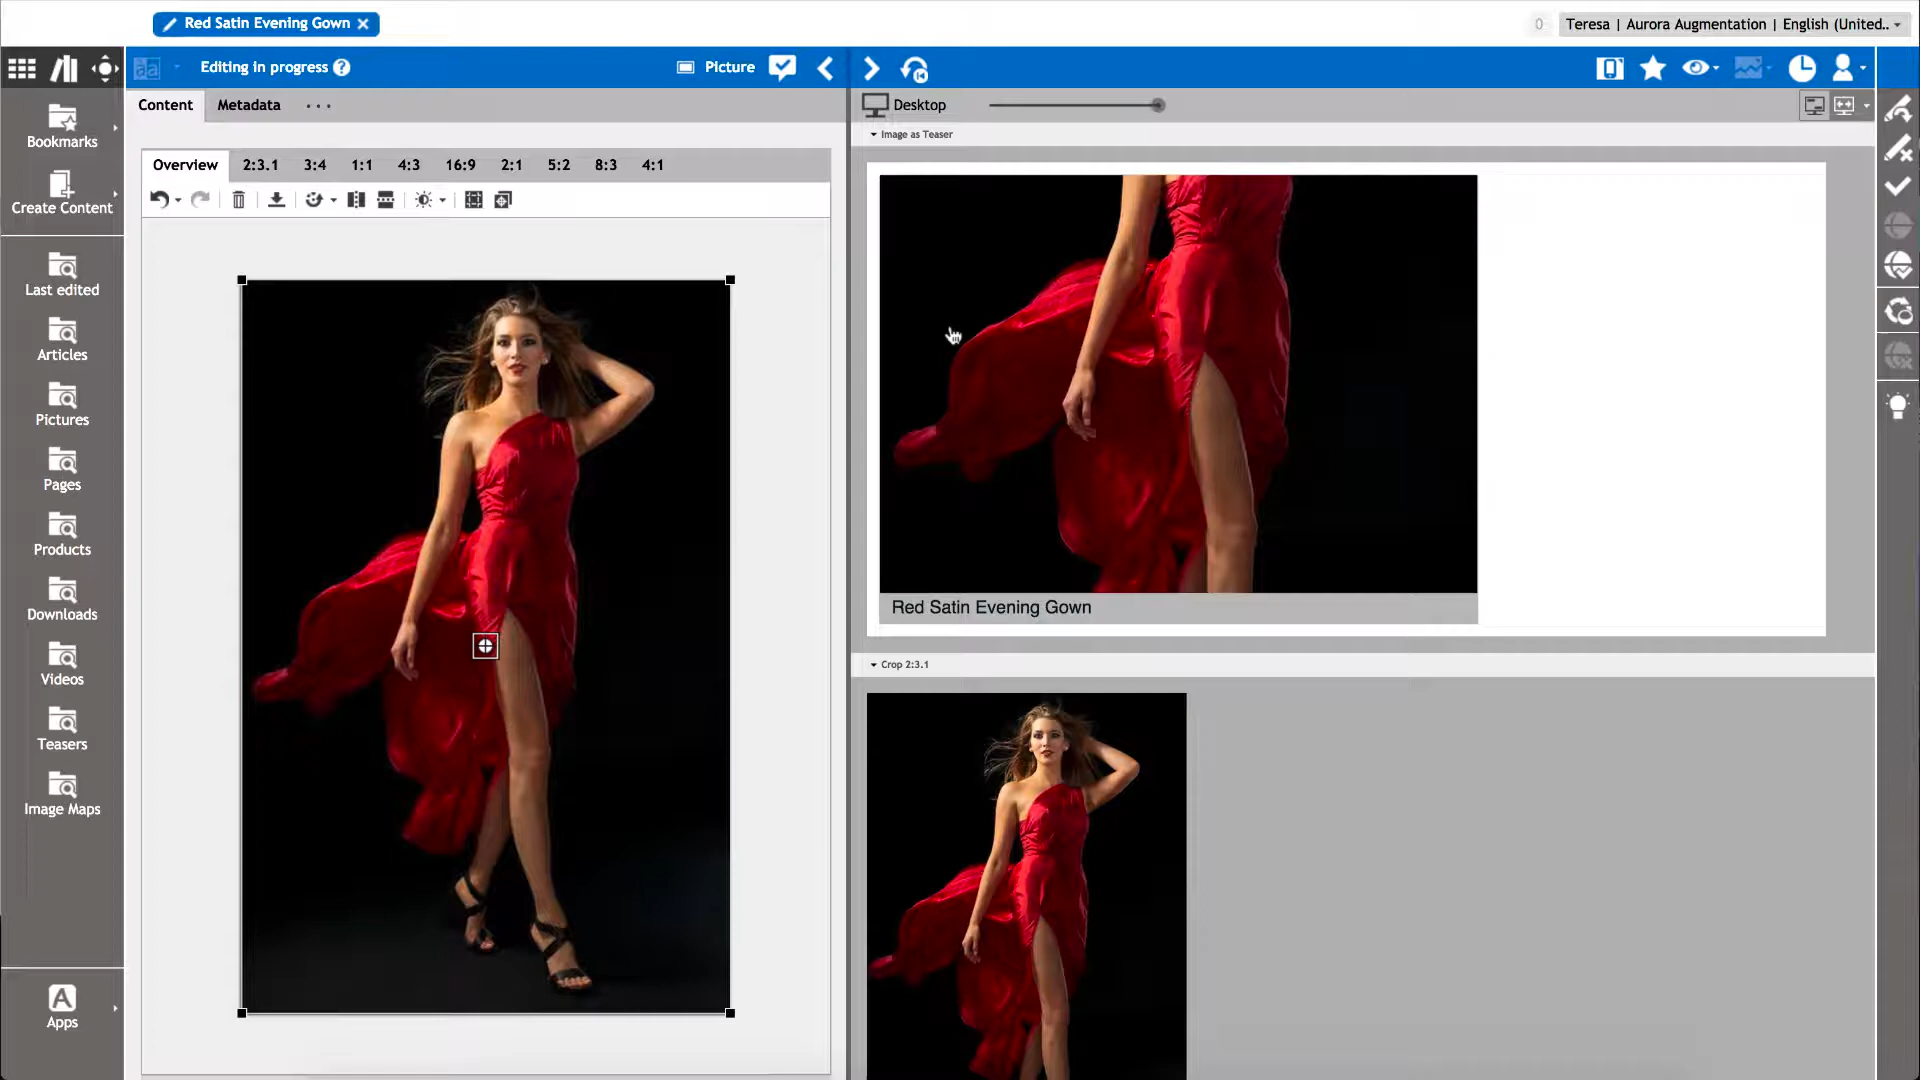 Red Satin Evening Gown
0
Teresa | Aurora Augmentation | English (United..
Editing in progress
Picture
Content
Metadata
Desktop
Image as Teaser
Overview
2:3.1
3:4
1:1
4:3
16:9
2:1
5:2
8:3
4:1
Bookmarks
Create Content
Last edited
Articles
Pictures
Pages
Products
Downloads
Videos
Teasers
Image Maps
Apps
Red Satin Evening Gown
Crop 2:3.1